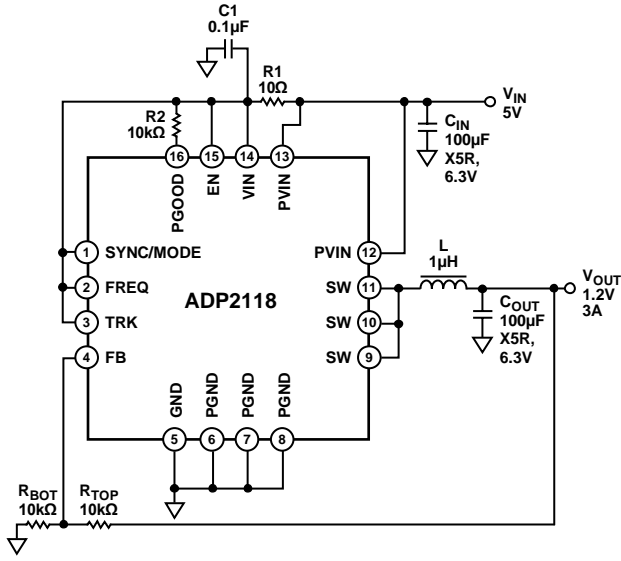 C1
0.1µF
R1
10Ω
VIN
5V
R2
10kΩ
CIN
100µF
X5R,
6.3V
16
15
14
13
PGOOD
EN
VIN
PVIN
1
SYNC/MODE
PVIN
12
2
FREQ
SW
11
L
1µH
VOUT
1.2V
3A
ADP2118
3
TRK
SW
10
COUT
100µF
X5R,
6.3V
4
FB
SW
9
GND
PGND
PGND
PGND
5
6
7
8
RBOT
10kΩ
RTOP
10kΩ